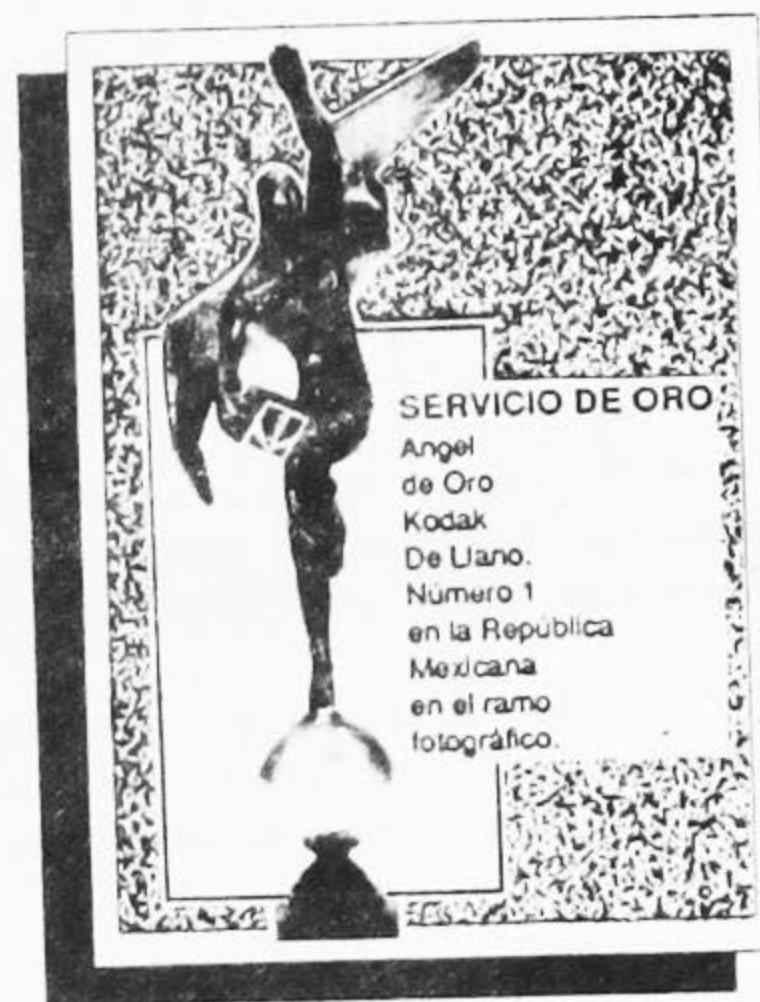 SERVICIO DE ORO
Angel
de Oro
Kodak
De Llano.
Número 1
en la República
Mexicana
en el ramo
fotográfico.